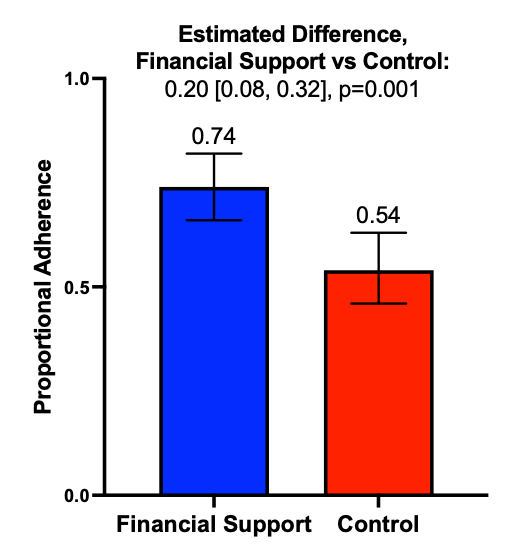 Estimated Difference,
Financial Support vs Control:
0.20 [0.08, 0.32], p=0.001
1.0
0.74
0.54
0.5
0.0
Proportional Adherence
Financial Support
Control